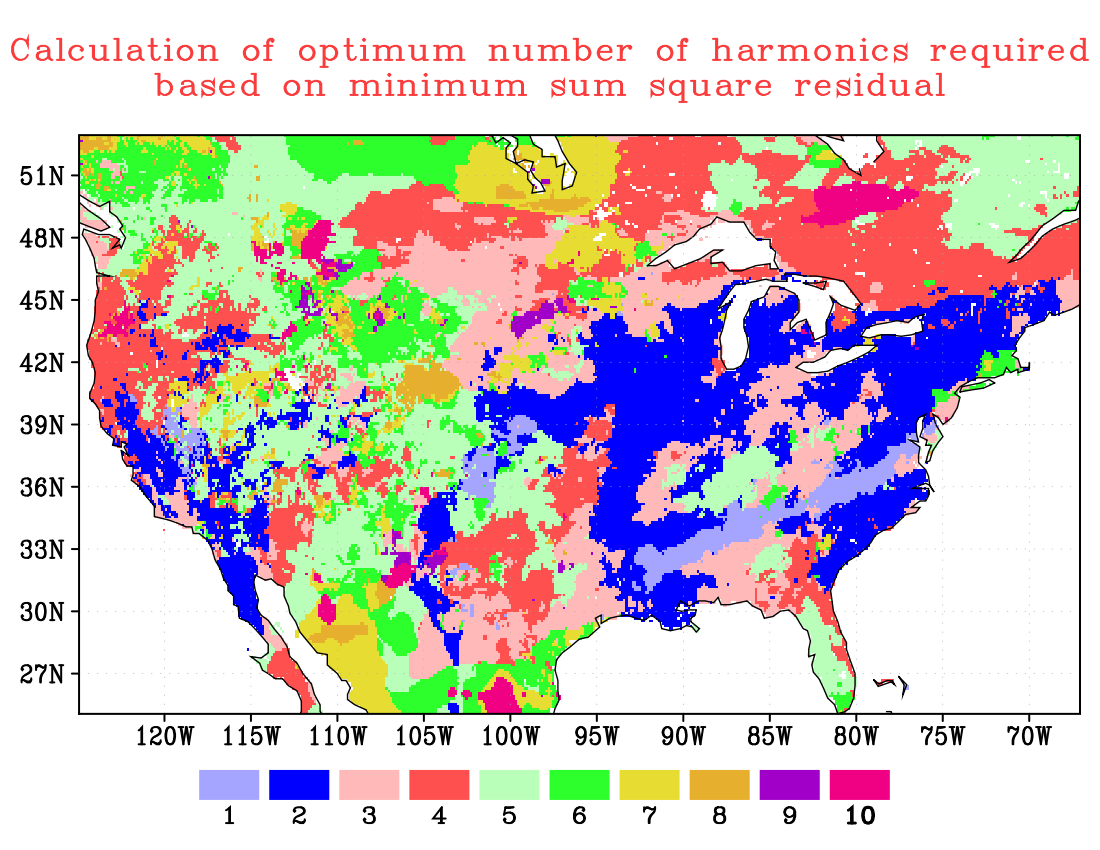 Calculation of optimum number of harmonics required
based on minimum sum square residual
51N
48N
45N
42N
39N
36N
33N
30N
27N
120W 115W 110W 105W 100W 95W 90W 85W 80W 75W 70W
1 2 3 4 5 6 7 8 9 10